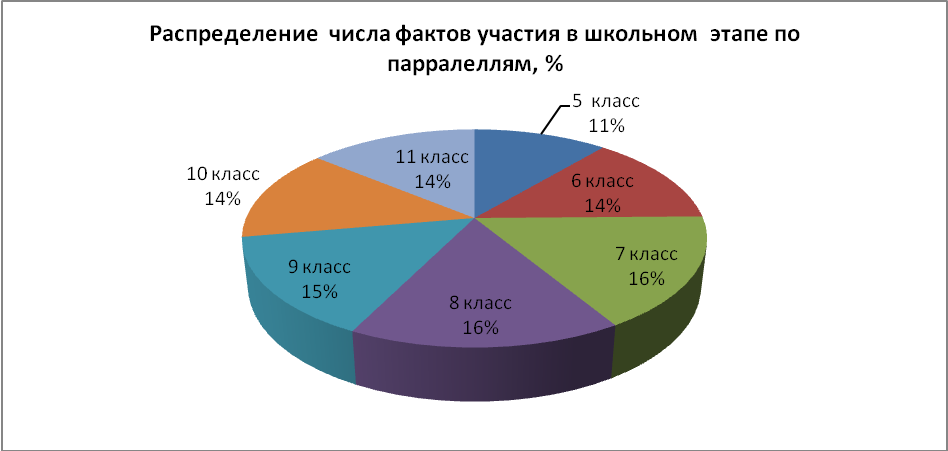 Распределение числа фактов участия в школьном этапе по
парралеллям, %
5 класс
11%
6 класс
14%
7 класс
16%
8 класс
16%
9 класс
15%
10 класс
14%
11 класс
14%